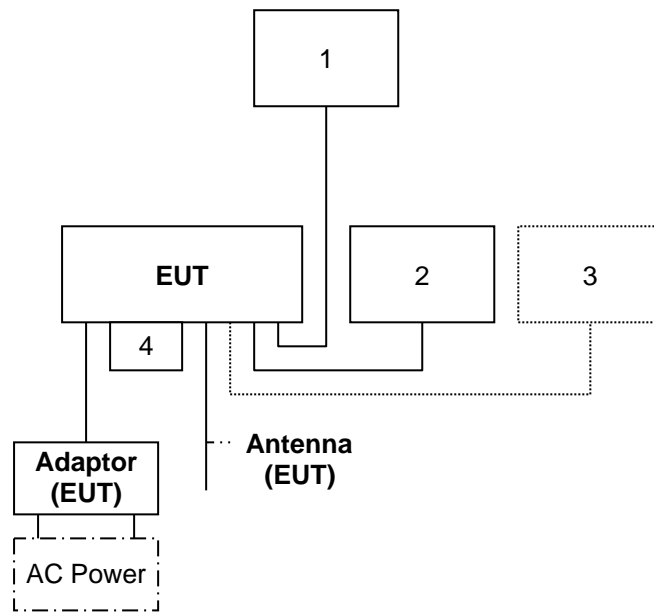 1
EUT
2
3
4
Adaptor
(EUT)
Antenna
(EUT)
AC Power